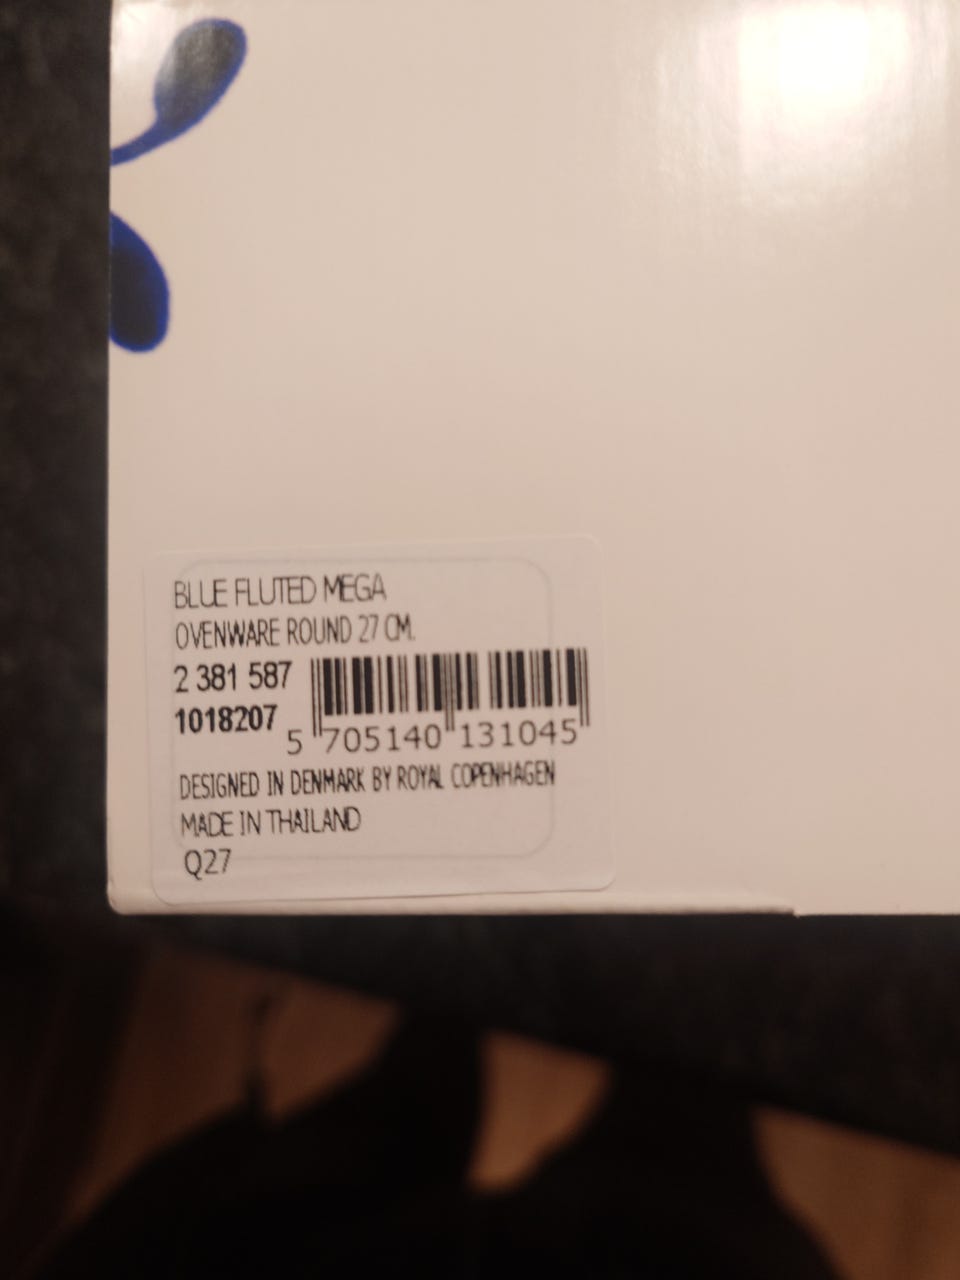 BLUE FLUTED MEGA
OVENWARE ROUND 27 CM.
2 381 587
1018207
5 705140 131045
DESIGNED IN DENMARK BY ROYAL COPENHAGEN
MADE IN THAILAND
Q27